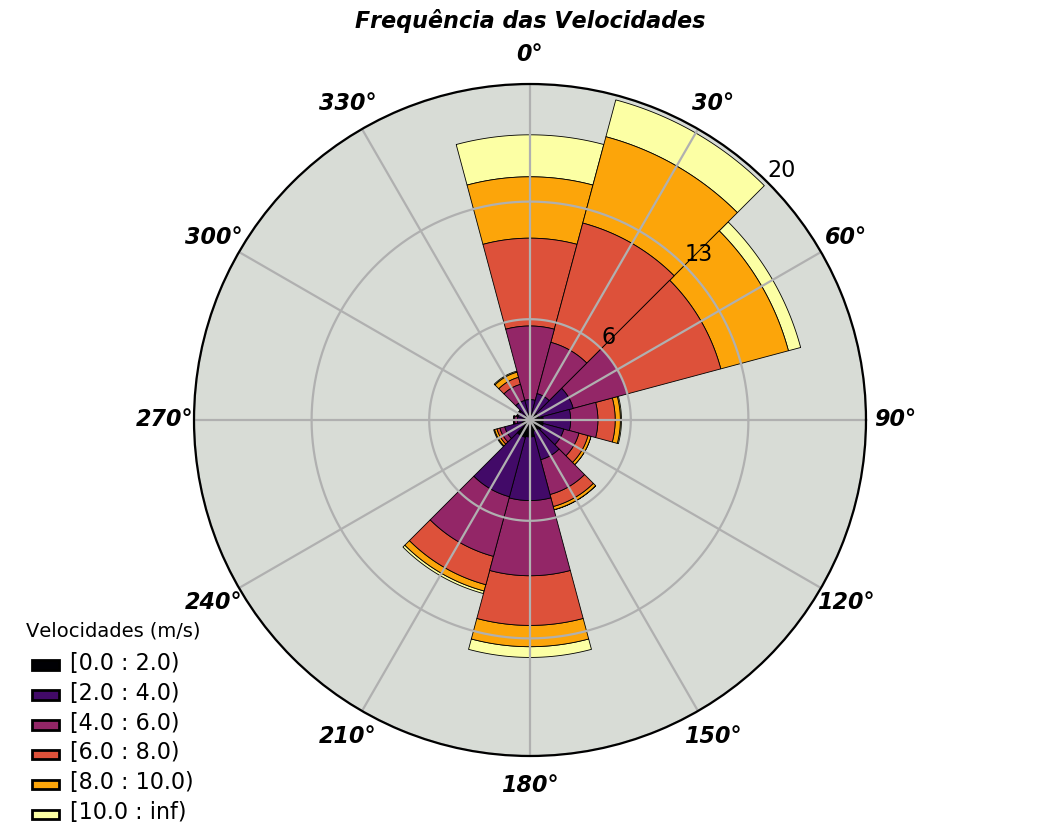 Frequência das Velocidades
0°
330°
30°
20
300°
60°
13
6
270°
90°
240°
120°
210°
150°
180°
Velocidades (m/s)
[0.0 : 2.0)
[2.0 : 4.0)
[4.0 : 6.0)
[6.0 : 8.0)
[8.0 : 10.0)
[10.0 : inf)